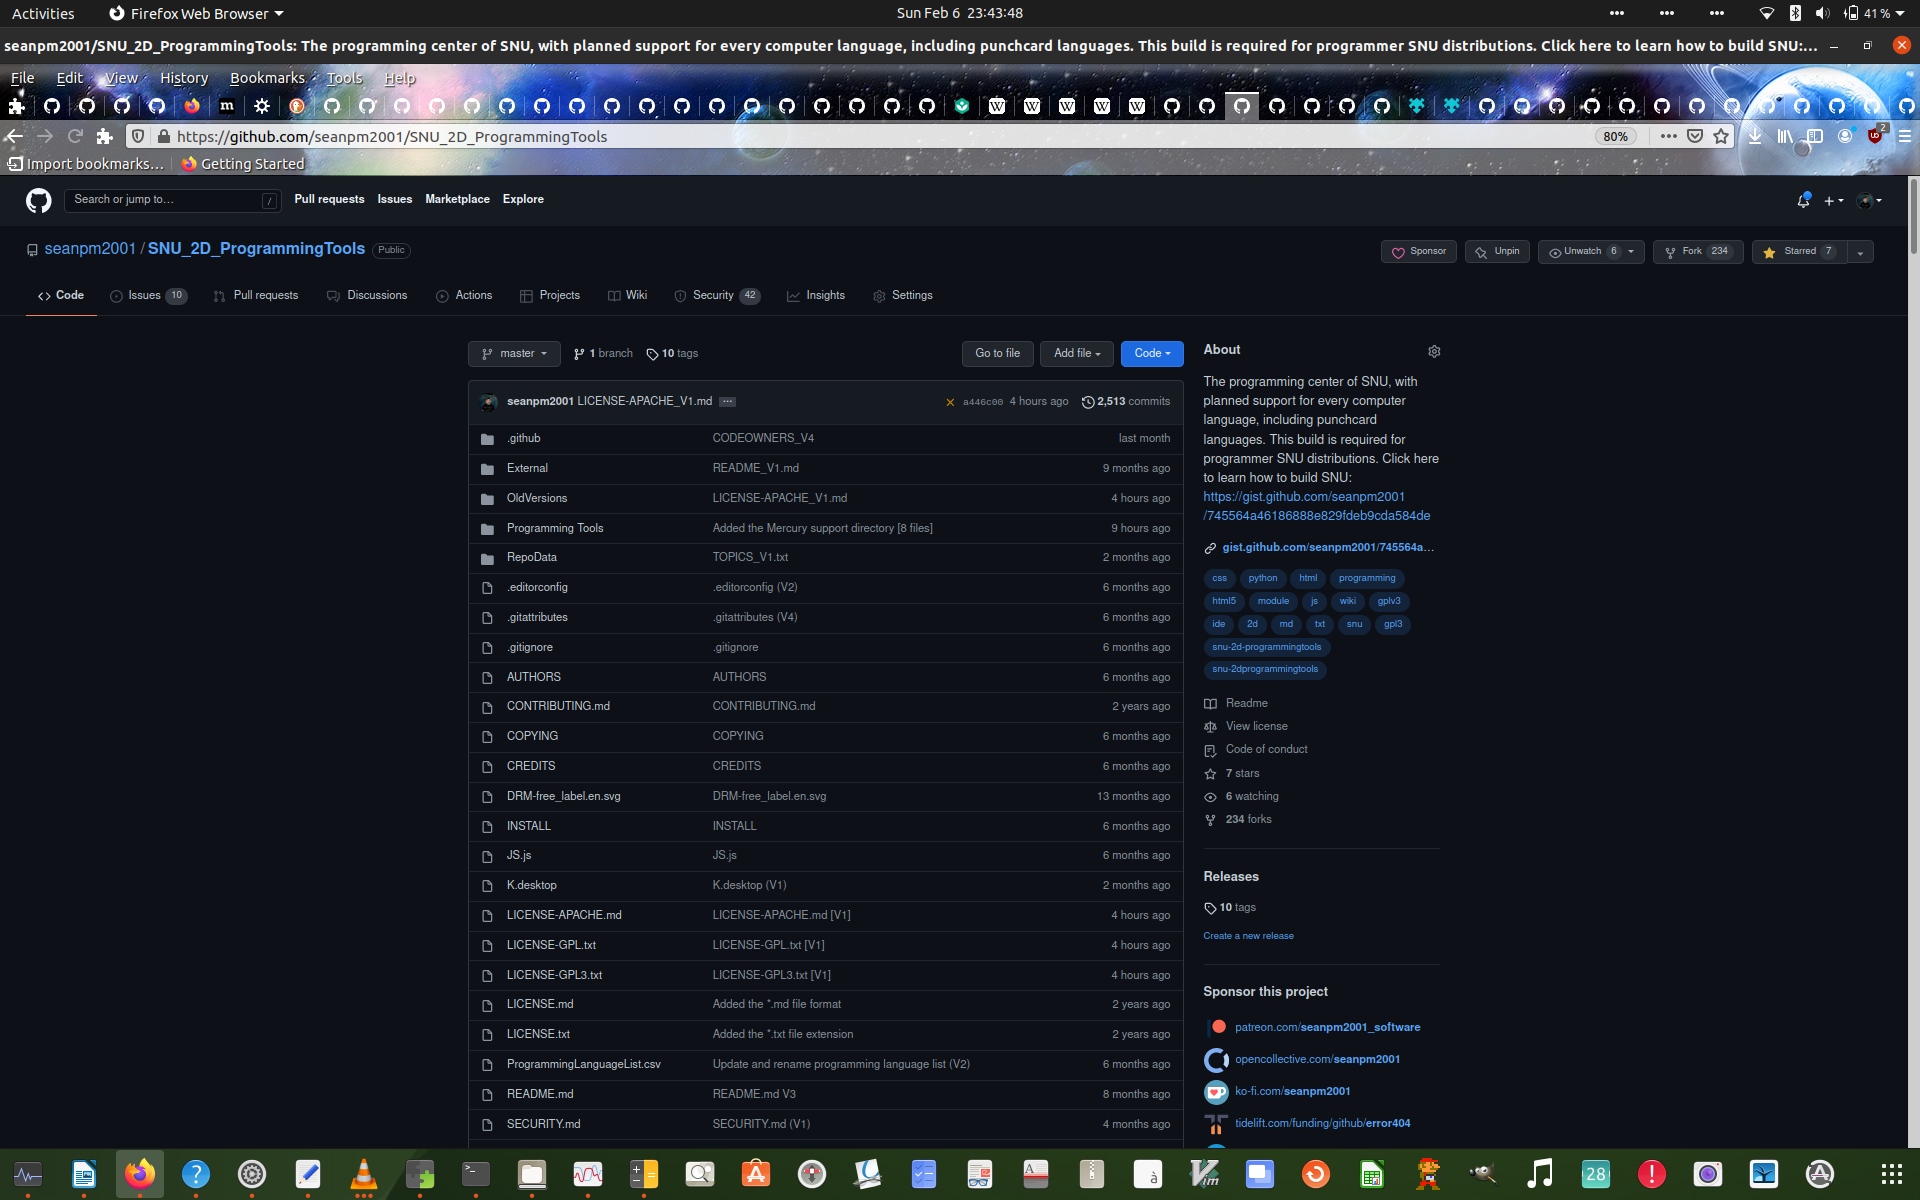 Activities
Firefox Web Browser
Sun Feb 6 23:43:48
41 %
seanpm2001/SNU_2D_ProgrammingTools: The programming center of SNU, with planned support for every computer language, including punchcard languages. This build is required for programmer SNU distributions. Click here to learn how to build SNU:...
File Edit View History Bookmarks Tools Help
https://github.com/seanpm2001/SNU_2D_ProgrammingTools
80%
2
Import bookmarks...
Getting Started
Search or jump to...
/
Pull requests
Issues
Marketplace
Explore
seanpm2001 / SNU_2D_ProgrammingTools
Public
Sponsor
Unpin
Unwatch 6
Fork 234
Starred 7
Code
Issues 10
Pull requests
Discussions
Actions
Projects
Wiki
Security 42
Insights
Settings
master
1 branch
10 tags
Go to file
Add file
Code
seanpm2001 LICENSE-APACHE_V1.md
a446c00 4 hours ago
2,513 commits
.github CODEOWNERS_V4 last month
External README_V1.md 9 months ago
OldVersions LICENSE-APACHE_V1.md 4 hours ago
Programming Tools Added the Mercury support directory [8 files] 9 hours ago
RepoData TOPICS_V1.txt 2 months ago
.editorconfig .editorconfig (V2) 6 months ago
.gitattributes .gitattributes (V4) 6 months ago
.gitignore .gitignore 6 months ago
AUTHORS AUTHORS 6 months ago
CONTRIBUTING.md CONTRIBUTING.md 2 years ago
COPYING COPYING 6 months ago
CREDITS CREDITS 6 months ago
DRM-free_label.en.svg DRM-free_label.en.svg 13 months ago
INSTALL INSTALL 6 months ago
JS.js JS.js 6 months ago
K.desktop K.desktop (V1) 2 months ago
LICENSE-APACHE.md LICENSE-APACHE.md [V1] 4 hours ago
LICENSE-GPL.txt LICENSE-GPL.txt [V1] 4 hours ago
LICENSE-GPL3.txt LICENSE-GPL3.txt [V1] 4 hours ago
LICENSE.md Added the *.md file format 2 years ago
LICENSE.txt Added the *.txt file extension 2 years ago
ProgrammingLanguageList.csv Update and rename programming language list (V2) 6 months ago
README.md README.md V3 8 months ago
SECURITY.md SECURITY.md (V1) 4 months ago
About
The programming center of SNU, with
planned support for every computer
language, including punchcard
languages. This build is required for
programmer SNU distributions. Click here
to learn how to build SNU:
https://gist.github.com/seanpm2001
/745564a46186888e829fdeb9cda584de
gist.github.com/seanpm2001/745564a...
css python html programming
html5 module js wiki gplv3
ide 2d md txt snu gpl3
snu-2d-programmingtools
snu-2dprogrammingtools
Readme
View license
Code of conduct
7 stars
6 watching
234 forks
Releases
10 tags
Create a new release
Sponsor this project
patreon.com/seanpm2001_software
opencollective.com/seanpm2001
ko-fi.com/seanpm2001
tidelift.com/funding/github/error404
28